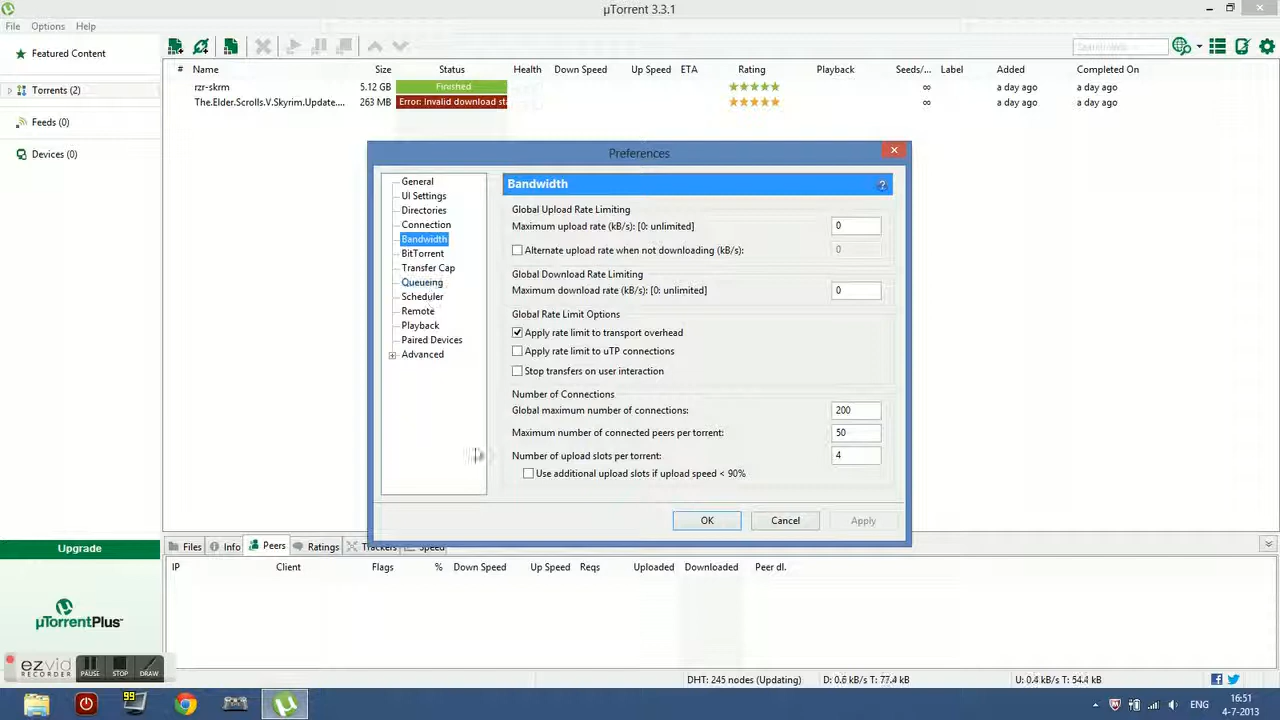 µTorrent 3.3.1
File Options Help
Featured Content
# Name Size Status Health Down Speed Up Speed ETA Rating Playback Seeds/... Label Added Completed On
Torrents (2)
rzr-skrm 5.12 GB Finished ∞ a day ago a day ago
The.Elder.Scrolls.V.Skyrim.Update.... 263 MB Error: Invalid download sta ∞ a day ago a day ago
Feeds (0)
Devices (0)
Preferences
General
UI Settings
Directories
Connection
Bandwidth
BitTorrent
Transfer Cap
Queueing
Scheduler
Remote
Playback
Paired Devices
Advanced
Bandwidth
Global Upload Rate Limiting
Maximum upload rate (kB/s): [0: unlimited] 0
Alternate upload rate when not downloading (kB/s): 0
Global Download Rate Limiting
Maximum download rate (kB/s): [0: unlimited] 0
Global Rate Limit Options
Apply rate limit to transport overhead
Apply rate limit to uTP connections
Stop transfers on user interaction
Number of Connections
Global maximum number of connections: 200
Maximum number of connected peers per torrent: 50
Number of upload slots per torrent: 4
Use additional upload slots if upload speed < 90%
OK Cancel Apply
Upgrade
Files Info Peers Ratings Trackers Speed
IP Client Flags % Down Speed Up Speed Reqs Uploaded Downloaded Peer dl.
µTorrentPlus
ezvid
RECORDER
PAUSE STOP DRAW
DHT: 245 nodes (Updating) D: 0.6 kB/s T: 77.4 kB U: 0.4 kB/s T: 54.4 kB
99
ENG
16:51
4-7-2013